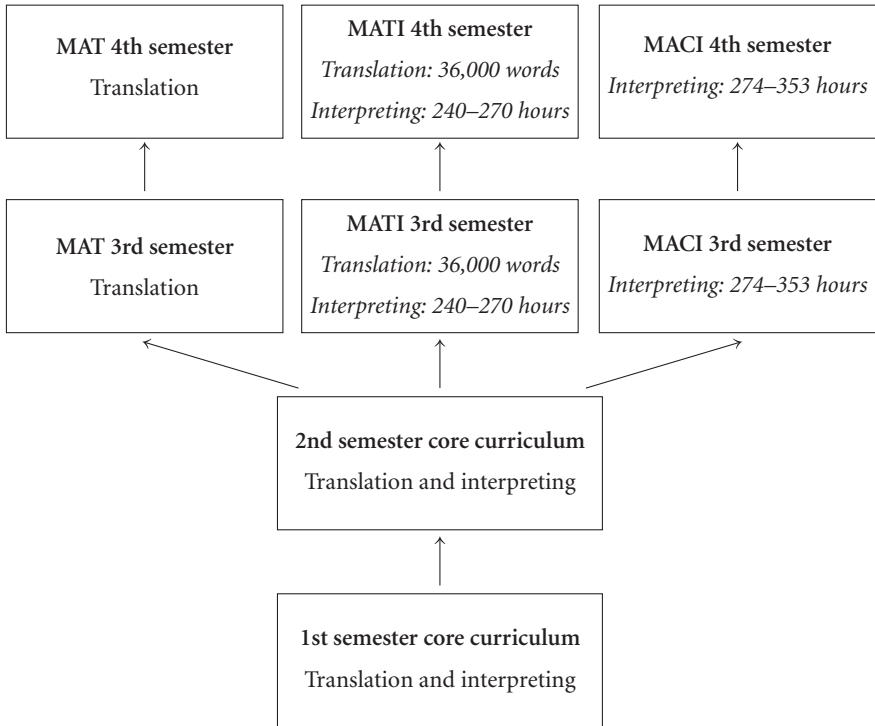 MAT 4th semester
Translation
MATI 4th semester
Translation: 36,000 words
Interpreting: 240–270 hours
MACI 4th semester
Interpreting: 274–353 hours
MAT 3rd semester
Translation
MATI 3rd semester
Translation: 36,000 words
Interpreting: 240–270 hours
MACI 3rd semester
Interpreting: 274–353 hours
2nd semester core curriculum
Translation and interpreting
1st semester core curriculum
Translation and interpreting